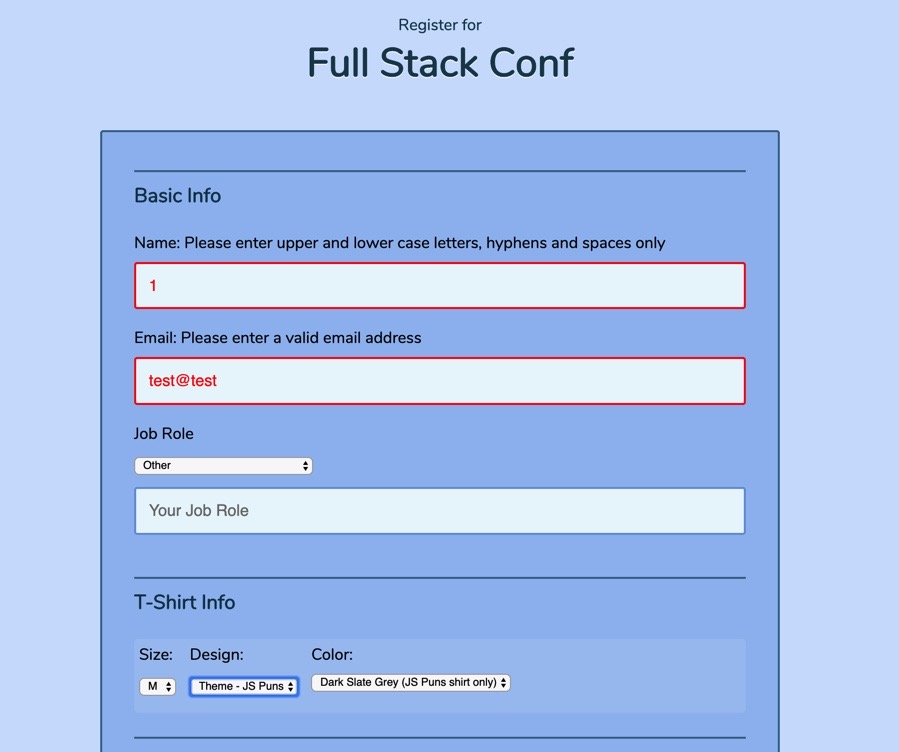 Register for
Full Stack Conf
Basic Info
Name: Please enter upper and lower case letters, hyphens and spaces only
1
Email: Please enter a valid email address
test@test
Job Role
Other
Your Job Role
T-Shirt Info
Size: Design: Color:
M Theme - JS Puns Dark Slate Grey (JS Puns shirt only)